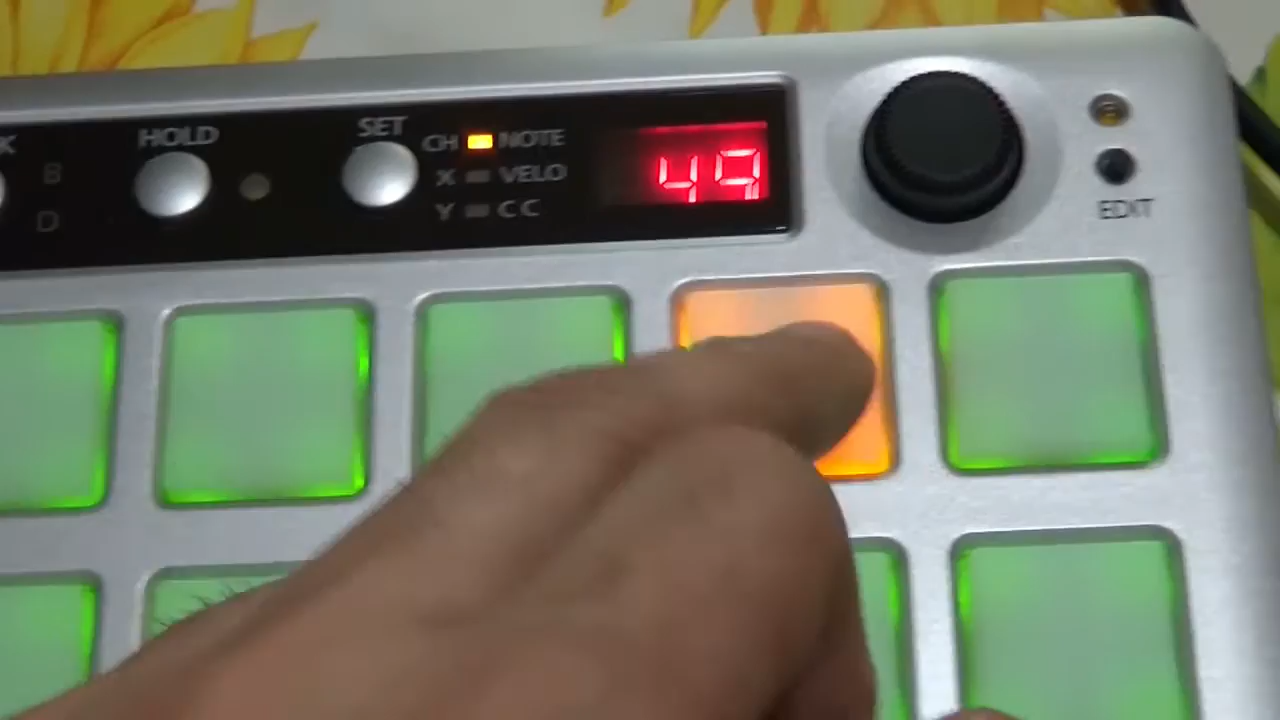 K
HOLD
SET
CH NOTE
X VELO
Y CC
B
D
49
EDIT